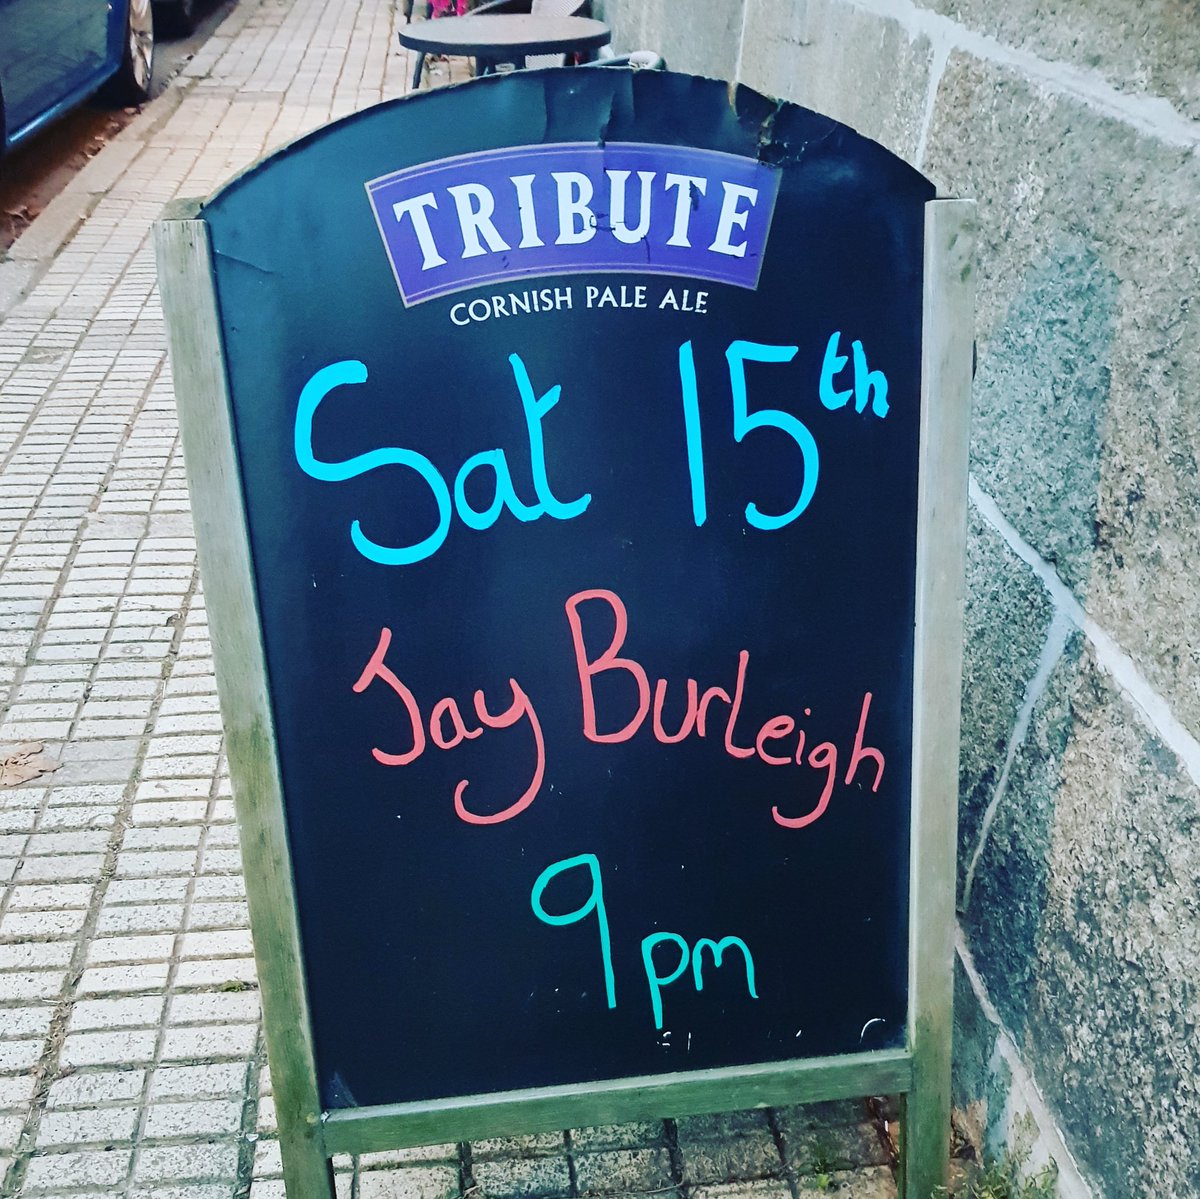 TRIBUTE
CORNISH PALE ALE
Sat 15th
Jay Burleigh
9pm